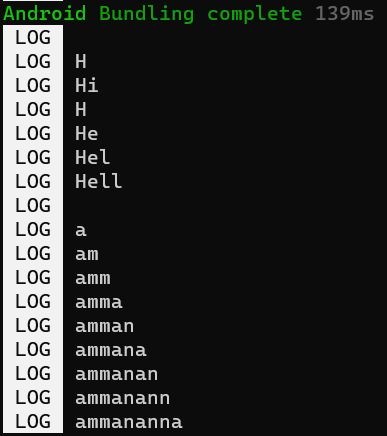 Android Bundling complete 139ms
LOG
LOG H
LOG Hi
LOG H
LOG He
LOG Hel
LOG Hell
LOG
LOG a
LOG am
LOG amm
LOG amma
LOG amman
LOG ammana
LOG ammanan
LOG ammanann
LOG ammananna